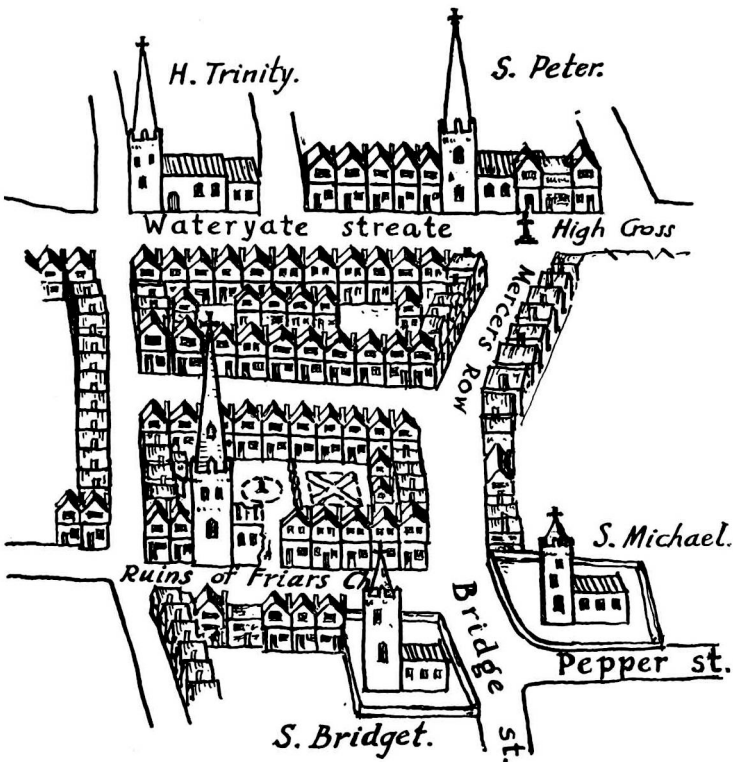 H. Trinity.
S. Peter.
Wateryate streate
High Cross
Mercers Row
S. Michael.
Ruins of Friars Ch
Bridge st.
Pepper st.
S. Bridget.